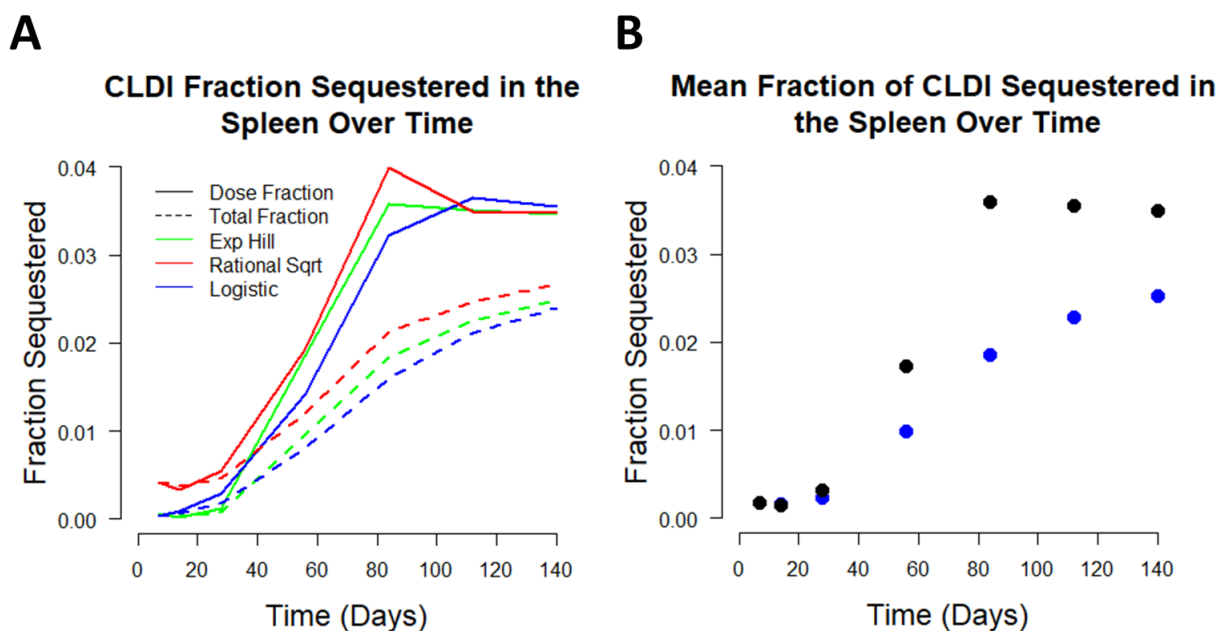 A
CLDI Fraction Sequestered in the
Spleen Over Time
Fraction Sequestered
0.04
0.03
0.02
0.01
0.00
Dose Fraction
Total Fraction
Exp Hill
Rational Sqrt
Logistic
0 20 40 60 80 100 120 140
Time (Days)
B
Mean Fraction of CLDI Sequestered in
the Spleen Over Time
Fraction Sequestered
0.04
0.03
0.02
0.01
0.00
0 20 40 60 80 100 120 140
Time (Days)